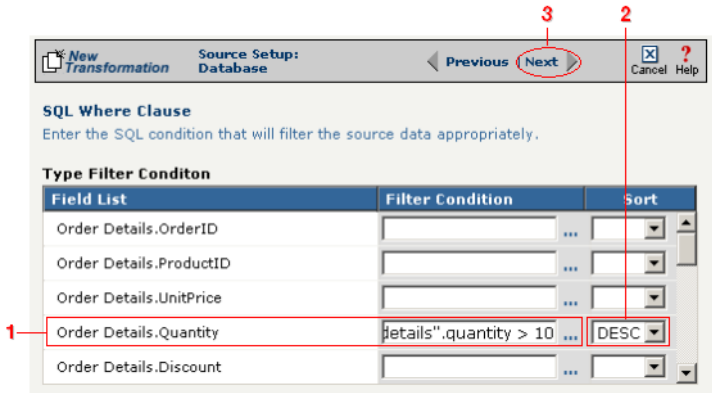 3 2
New Transformation Source Setup: Database Previous Next Cancel ? Help
SQL Where Clause
Enter the SQL condition that will filter the source data appropriately.
Type Filter Conditon
Field List Filter Condition Sort
Order Details.OrderID ...
Order Details.ProductID ...
Order Details.UnitPrice ...
1 Order Details.Quantity details".quantity > 10 ... DESC
Order Details.Discount ...